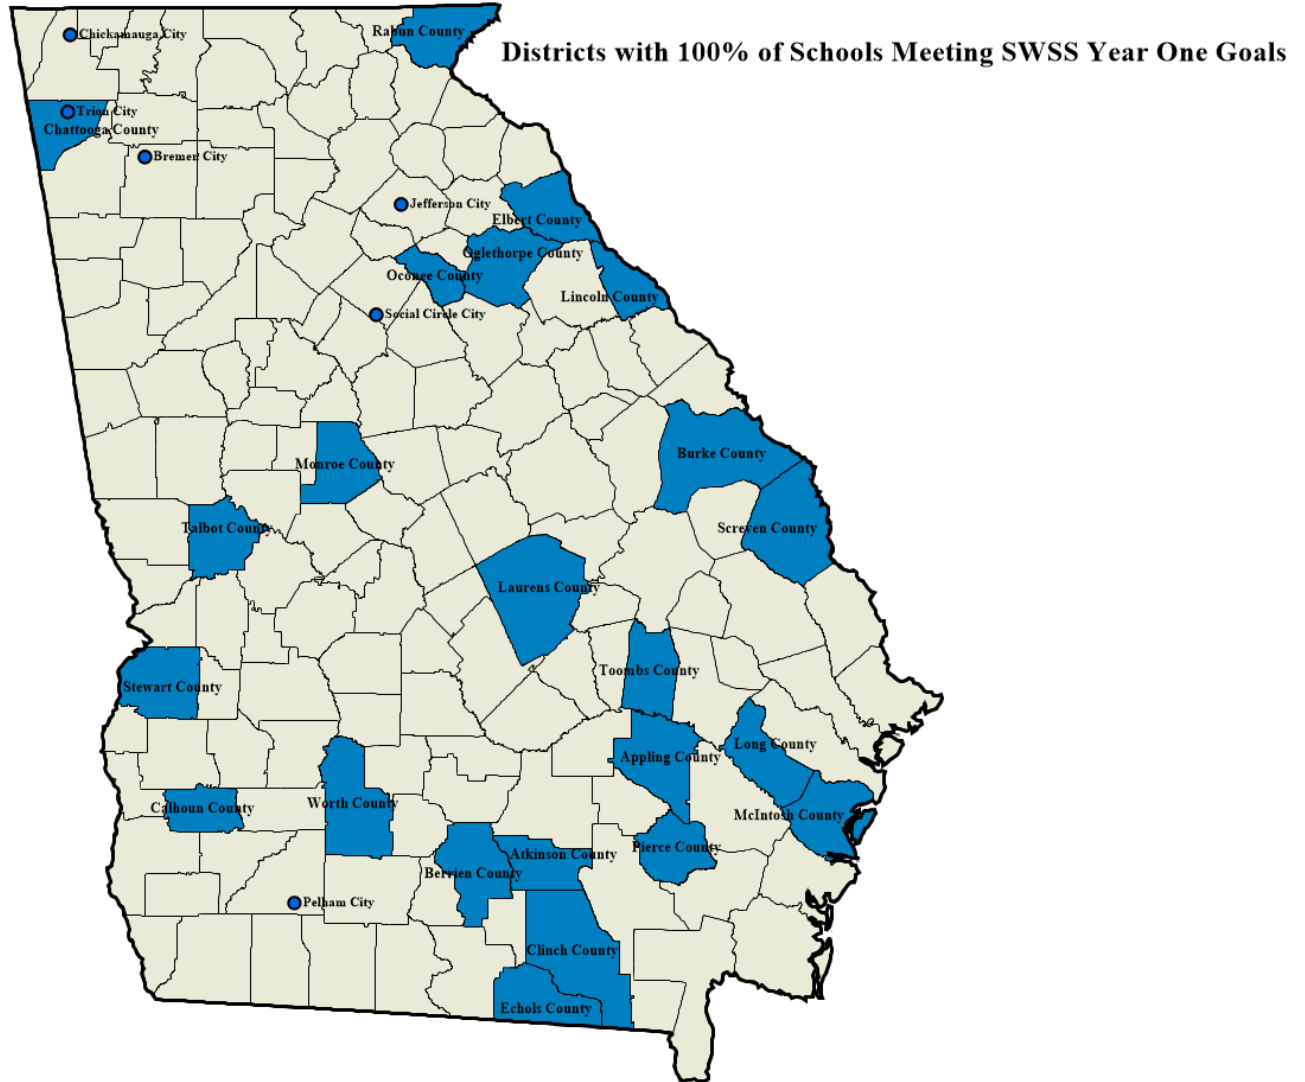 Rabun County
Chickamauga City
Districts with 100% of Schools Meeting SWSS Year One Goals
Trion City
Chattooga County
Bremer City
Jefferson City
Elbert County
Oglethorpe County
Oconee County
Lincoln County
Social Circle City
Burke County
Monroe County
Talbot County
Screven County
Laurens County
Toombs County
Stewart County
Long County
Appling County
Worth County
Calhoun County
McIntosh County
Pierce County
Atkinson County
Berrien County
Pelham City
Clinch County
Echols County